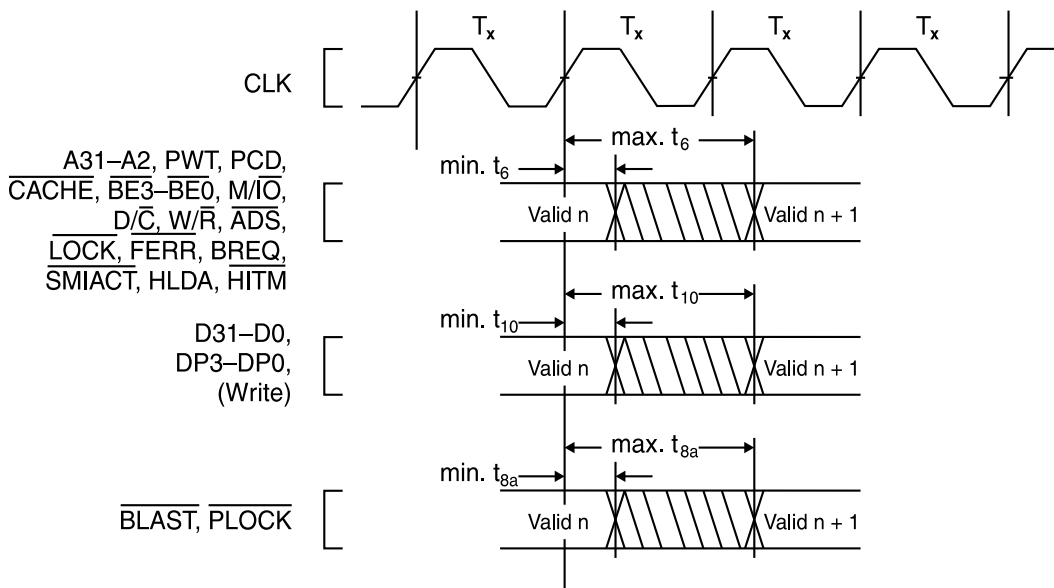 Tx Tx Tx Tx
CLK
max. t6
min. t6
A31–A2, PWT, PCD,
CACHE, BE3–BE0, M/IO,
D/C, W/R, ADS,
LOCK, FERR, BREQ,
SMIACT, HLDA, HITM
Valid n Valid n + 1
max. t10
min. t10
D31–D0,
DP3–DP0,
(Write)
Valid n Valid n + 1
max. t8a
min. t8a
BLAST, PLOCK
Valid n Valid n + 1